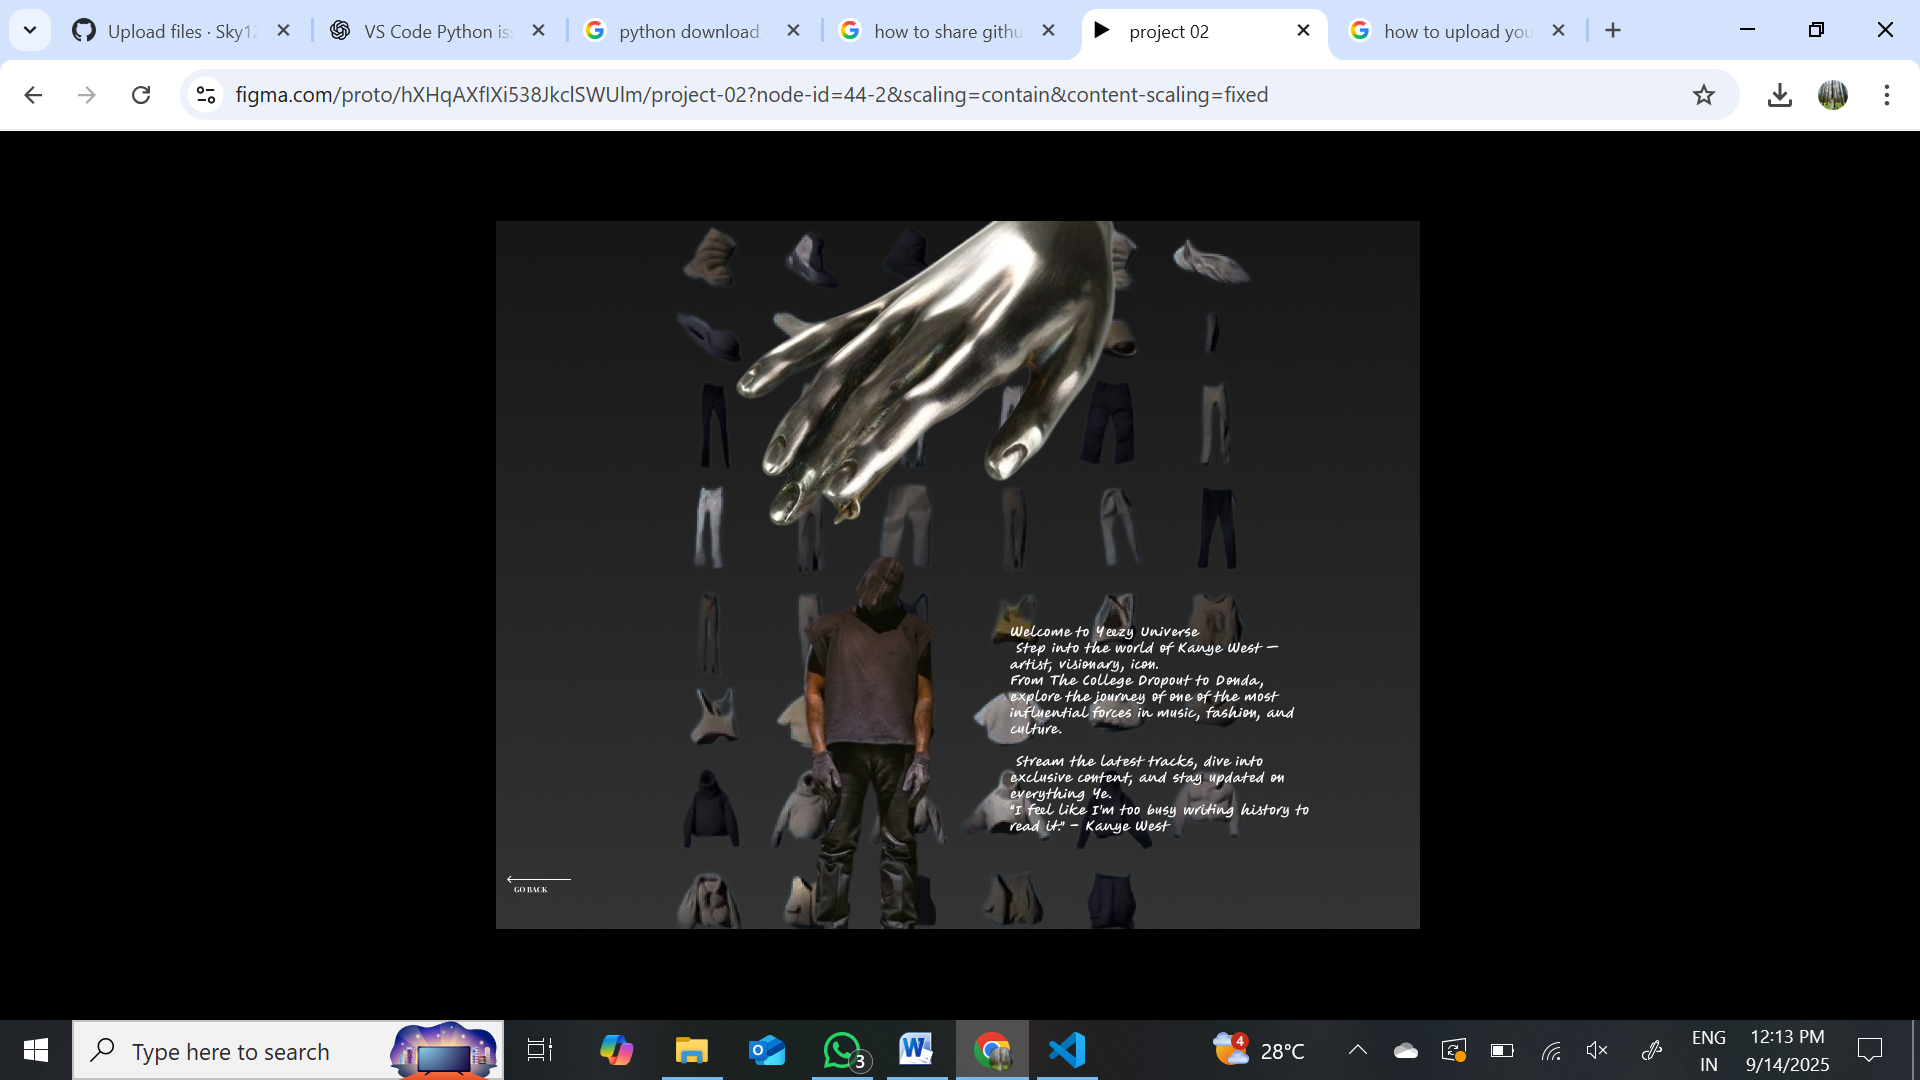 Upload files · Sky12
VS Code Python is
python download
how to share githu
project 02
how to upload you
figma.com/proto/hXHqAXfIXi538JkclSWUlm/project-02?node-id=44-2&scaling=contain&content-scaling=fixed
Welcome to Yeezy Universe
Step into the world of Kanye West —
artist, visionary, icon.
From The College Dropout to Donda,
explore the journey of one of the most
influential forces in music, fashion, and
culture.
Stream the latest tracks, dive into
exclusive content, and stay updated on
everything Ye.
"I feel like I'm too busy writing history to
read it." — Kanye West
GO BACK
Type here to search
3
4
28°C
ENG
IN
12:13 PM
9/14/2025